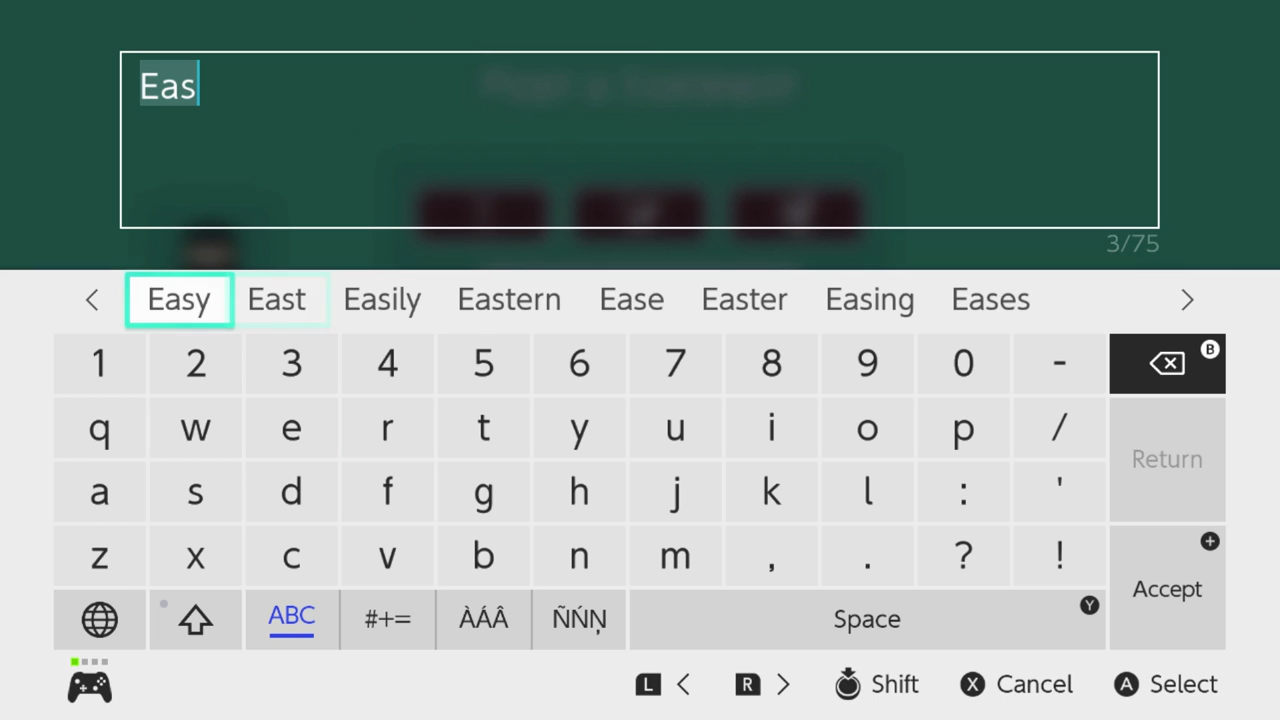 Eas
3/75
< Easy East Easily Eastern Ease Easter Easing Eases >
1 2 3 4 5 6 7 8 9 0 - B
q w e r t y u i o p /
Return
a s d f g h j k l : '
z x c v b n m , . ? ! +
Accept
ABC #+= ÀÁÂ ÑŃŅ Space Y
L < R > Shift X Cancel A Select